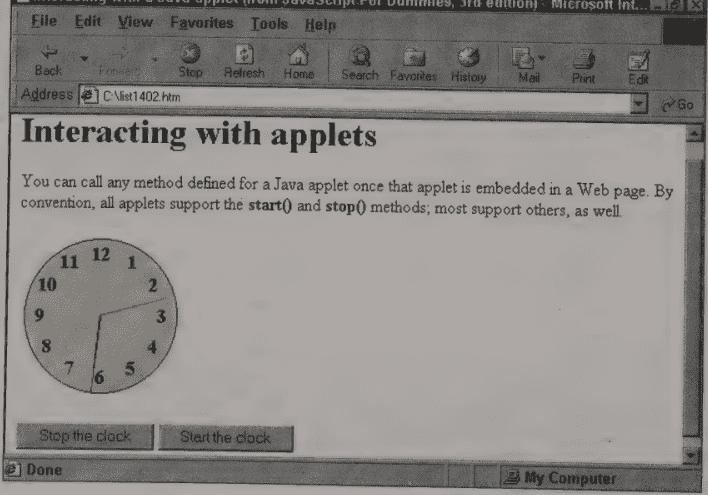 Interacting with a Java applet (from JavaScript For Dummies, 3rd edition) - Microsoft Int...
File Edit View Favorites Tools Help
Back Forward Stop Refresh Home Search Favorites History Mail Print Edit
Address C:\list1402.htm Go
Interacting with applets
You can call any method defined for a Java applet once that applet is embedded in a Web page. By
convention, all applets support the start() and stop() methods; most support others, as well.
12
11 1
10 2
9 3
8 4
7 5
6
Stop the clock Start the clock
Done My Computer